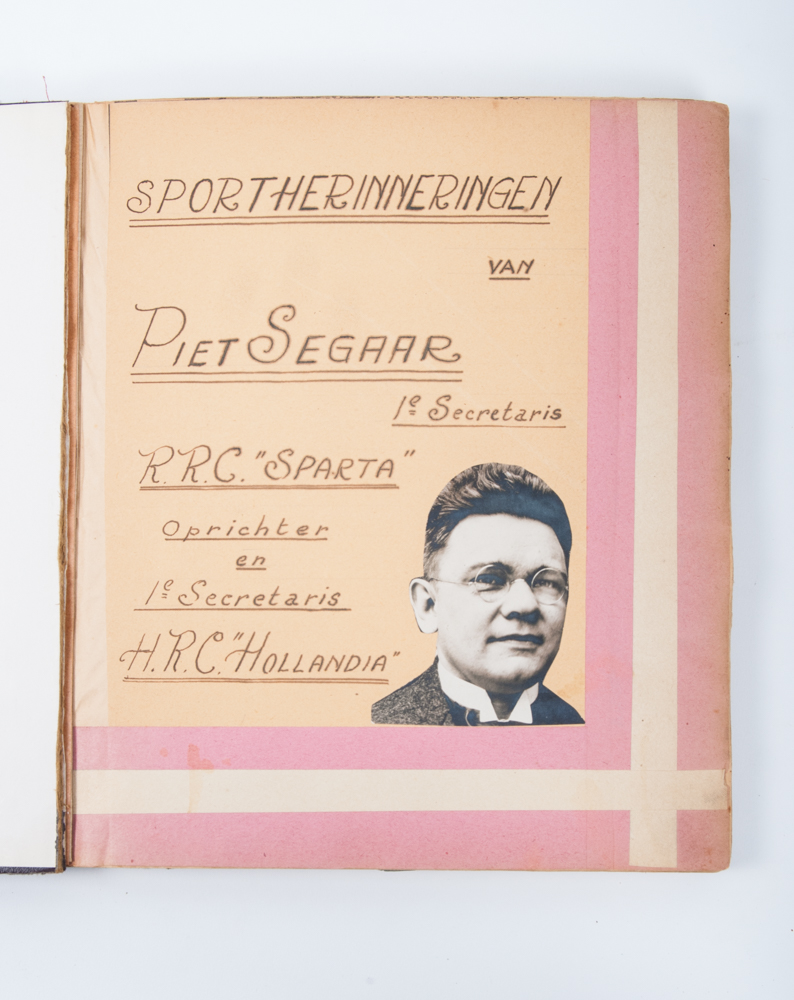 SPORTHERINNERINGEN
VAN
PIET SEGAAR
1e Secretaris
R.R.C. "SPARTA"
Oprichter
en
1e Secretaris
H.R.C. "HOLLANDIA"